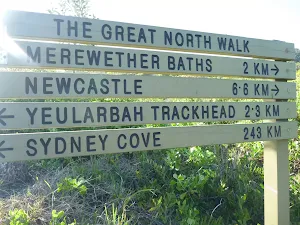 THE GREAT NORTH WALK
MEREWETHER BATHS 2 KM →
NEWCASTLE 6·6 KM →
← YEULARBAH TRACKHEAD 2·3 KM
← SYDNEY COVE 243 KM